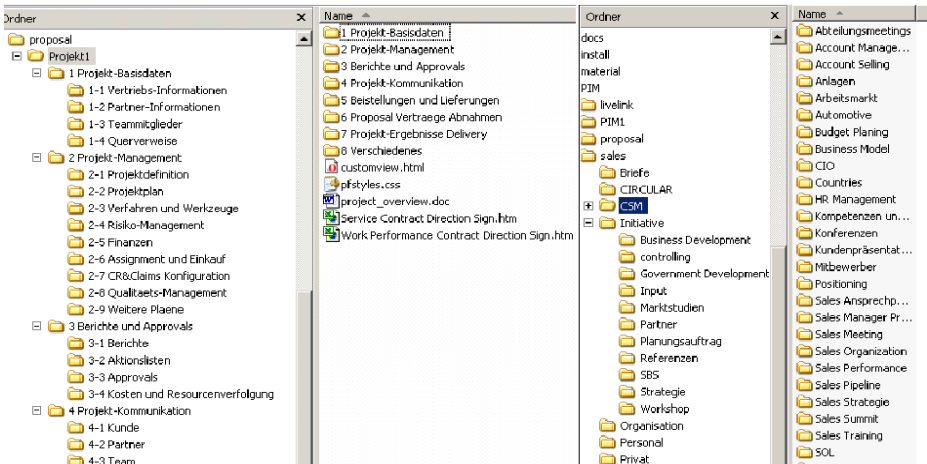 Ordner
proposal
Projekt1
1 Projekt-Basisdaten
1-1 Vertriebs-Informationen
1-2 Partner-Informationen
1-3 Teammitglieder
1-4 Querverweise
2 Projekt-Management
2-1 Projektdefinition
2-2 Projektplan
2-3 Verfahren und Werkzeuge
2-4 Risiko-Management
2-5 Finanzen
2-6 Assignment und Einkauf
2-7 CR&Claims Konfiguration
2-8 Qualitaets-Management
2-9 Weitere Plaene
3 Berichte und Approvals
3-1 Berichte
3-2 Aktionslisten
3-3 Approvals
3-4 Kosten und Resourcenverfolgung
4 Projekt-Kommunikation
4-1 Kunde
4-2 Partner
4-3 Team
Name
1 Projekt-Basisdaten
2 Projekt-Management
3 Berichte und Approvals
4 Projekt-Kommunikation
5 Beistellungen und Lieferungen
6 Proposal Vertraege Abnahmen
7 Projekt-Ergebnisse Delivery
8 Verschiedenes
customview.html
pfstyles.css
project_overview.doc
Service Contract Direction Sign.htm
Work Performance Contract Direction Sign.htm
Ordner
docs
install
material
PIM
livelink
PIM1
proposal
sales
Briefe
CIRCULAR
CSM
Initiative
Business Development
controlling
Government Development
Input
Marktstudien
Partner
Planungsauftrag
Referenzen
SBS
Strategie
Workshop
Organisation
Personal
Privat
Name
Abteilungsmeetings
Account Manage...
Account Selling
Anlagen
Arbeitsmarkt
Automotive
Budget Planing
Business Model
CIO
Countries
HR Management
Kompetenzen un...
Konferenzen
Kundenpräsentat...
Mitbewerber
Positioning
Sales Ansprechp...
Sales Manager Pr...
Sales Meeting
Sales Organization
Sales Performance
Sales Pipeline
Sales Strategie
Sales Summit
Sales Training
SOL